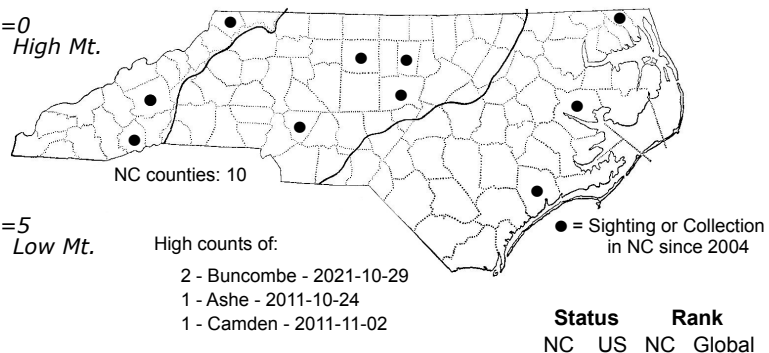 =0
High Mt.
NC counties: 10
=5
Low Mt.
High counts of:
2 - Buncombe - 2021-10-29
1 - Ashe - 2011-10-24
1 - Camden - 2011-11-02
● = Sighting or Collection
in NC since 2004
Status Rank
NC US NC Global